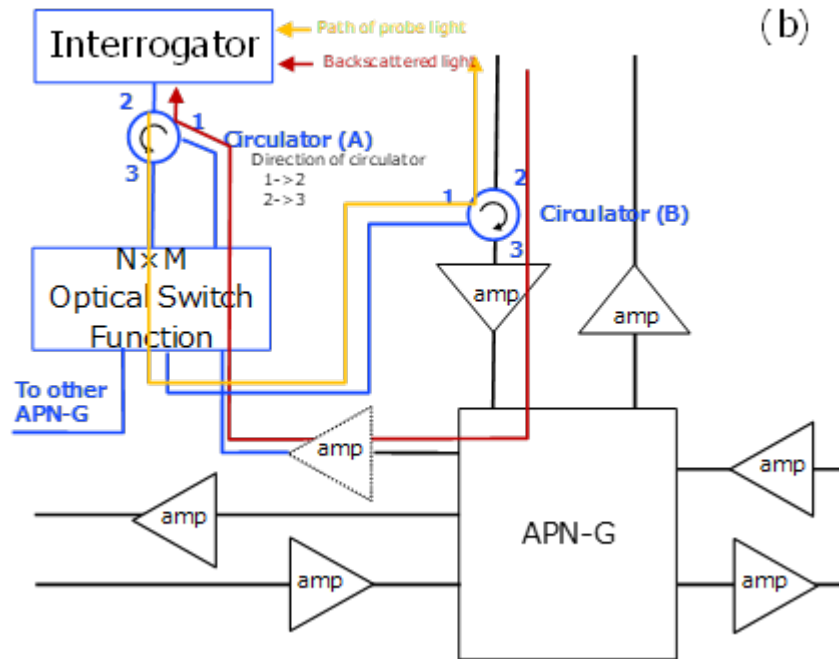 (b)
Interrogator
Path of probe light
Backscattered light
2
1
3
Circulator (A)
Direction of circulator
1->2
2->3
1
2
3
Circulator (B)
N×M
Optical Switch
Function
To other
APN-G
amp
amp
amp
amp
amp
amp
amp
APN-G